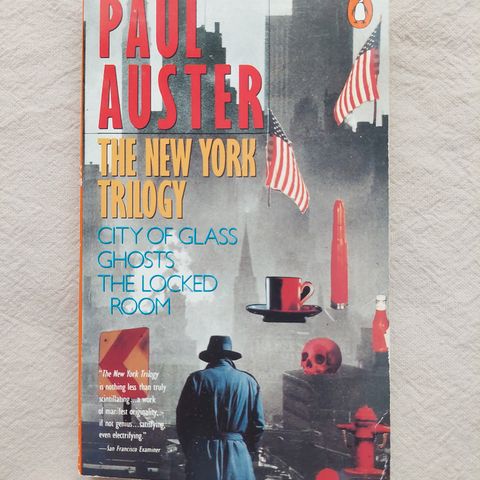 PAUL
AUSTER
THE NEW YORK
TRILOGY
CITY OF GLASS
GHOSTS
THE LOCKED
ROOM
"The New York Trilogy
is nothing less than truly
scintillating...a work
of manifest originality,
if not genius...satisfying,
even electrifying."
—San Francisco Examiner